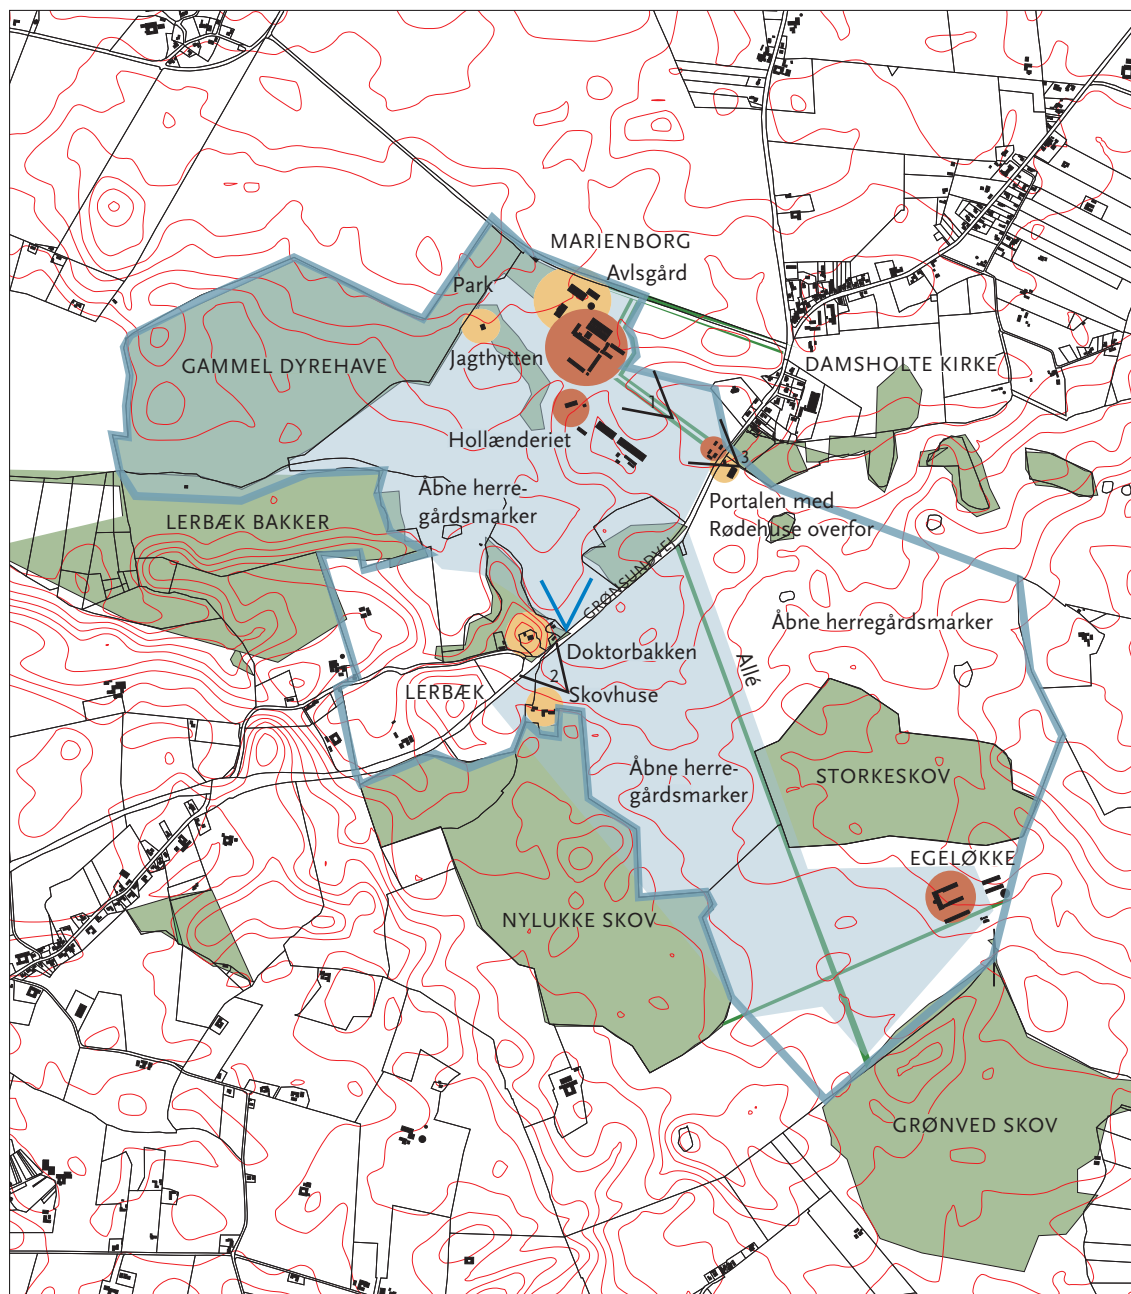 MARIENBORG
Avlsgård
Park
Jagthytten
GAMMEL DYREHAVE
DAMSHOLTE KIRKE
1
Hollænderiet
3
Åbne herre-
gårdsmarker
LERBÆK BAKKER
Portalen med
Rødehuse overfor
GRØNSUNDVEJ
Åbne herregårdsmarker
Doktorbakken
Allé
2
LERBÆK
Skovhuse
Åbne herre-
gårdsmarker
STORKESKOV
EGELØKKE
NYLUKKE SKOV
GRØNVED SKOV